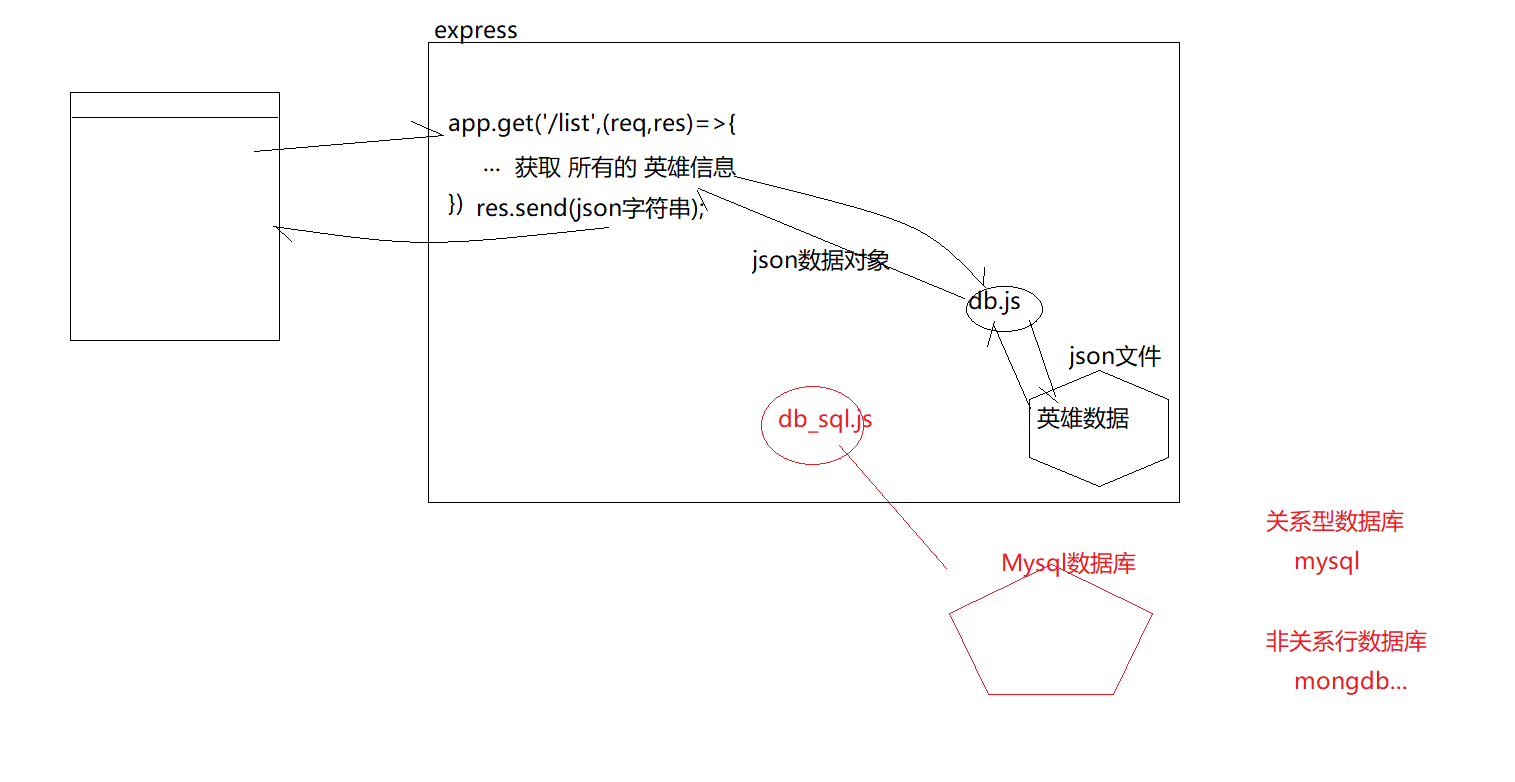 express
app.get('/list',(req,res)=>{
... 获取 所有的 英雄信息
}) res.send(json字符串);
json数据对象
db.js
json文件
英雄数据
db_sql.js
Mysql数据库
关系型数据库
mysql
非关系行数据库
mongdb...